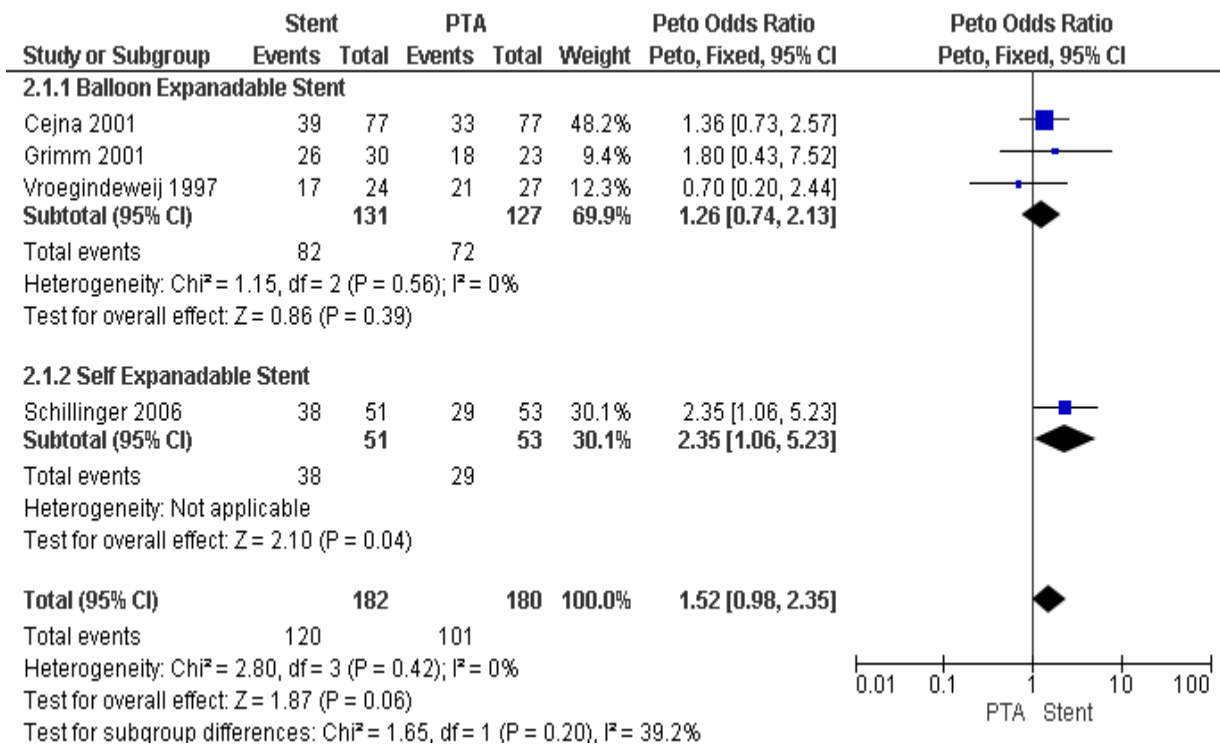 Stent PTA Peto Odds Ratio Peto Odds Ratio
Study or Subgroup Events Total Events Total Weight Peto, Fixed, 95% CI Peto, Fixed, 95% CI
2.1.1 Balloon Expanadable Stent
Cejna 2001 39 77 33 77 48.2% 1.36 [0.73, 2.57]
Grimm 2001 26 30 18 23 9.4% 1.80 [0.43, 7.52]
Vroegindeweij 1997 17 24 21 27 12.3% 0.70 [0.20, 2.44]
Subtotal (95% CI) 131 127 69.9% 1.26 [0.74, 2.13]
Total events 82 72
Heterogeneity: Chi² = 1.15, df = 2 (P = 0.56); I² = 0%
Test for overall effect: Z = 0.86 (P = 0.39)
2.1.2 Self Expanadable Stent
Schillinger 2006 38 51 29 53 30.1% 2.35 [1.06, 5.23]
Subtotal (95% CI) 51 53 30.1% 2.35 [1.06, 5.23]
Total events 38 29
Heterogeneity: Not applicable
Test for overall effect: Z = 2.10 (P = 0.04)
Total (95% CI) 182 180 100.0% 1.52 [0.98, 2.35]
Total events 120 101
Heterogeneity: Chi² = 2.80, df = 3 (P = 0.42); I² = 0%
Test for overall effect: Z = 1.87 (P = 0.06)
Test for subgroup differences: Chi² = 1.65, df = 1 (P = 0.20), I² = 39.2%
0.01 0.1 1 10 100
PTA Stent